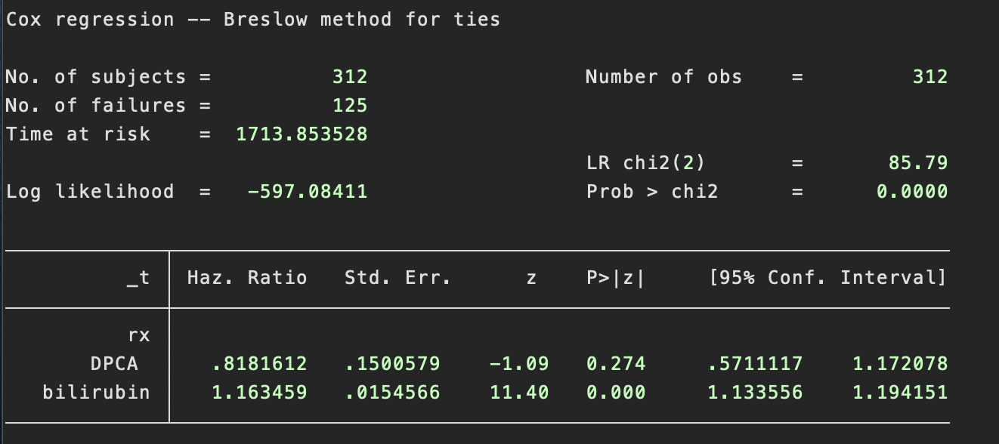 Cox regression -- Breslow method for ties
No. of subjects = 312 Number of obs = 312
No. of failures = 125
Time at risk = 1713.853528
LR chi2(2) = 85.79
Log likelihood = -597.08411 Prob > chi2 = 0.0000
_t Haz. Ratio Std. Err. z P>|z| [95% Conf. Interval]
rx
DPCA .8181612 .1500579 -1.09 0.274 .5711117 1.172078
bilirubin 1.163459 .0154566 11.40 0.000 1.133556 1.194151